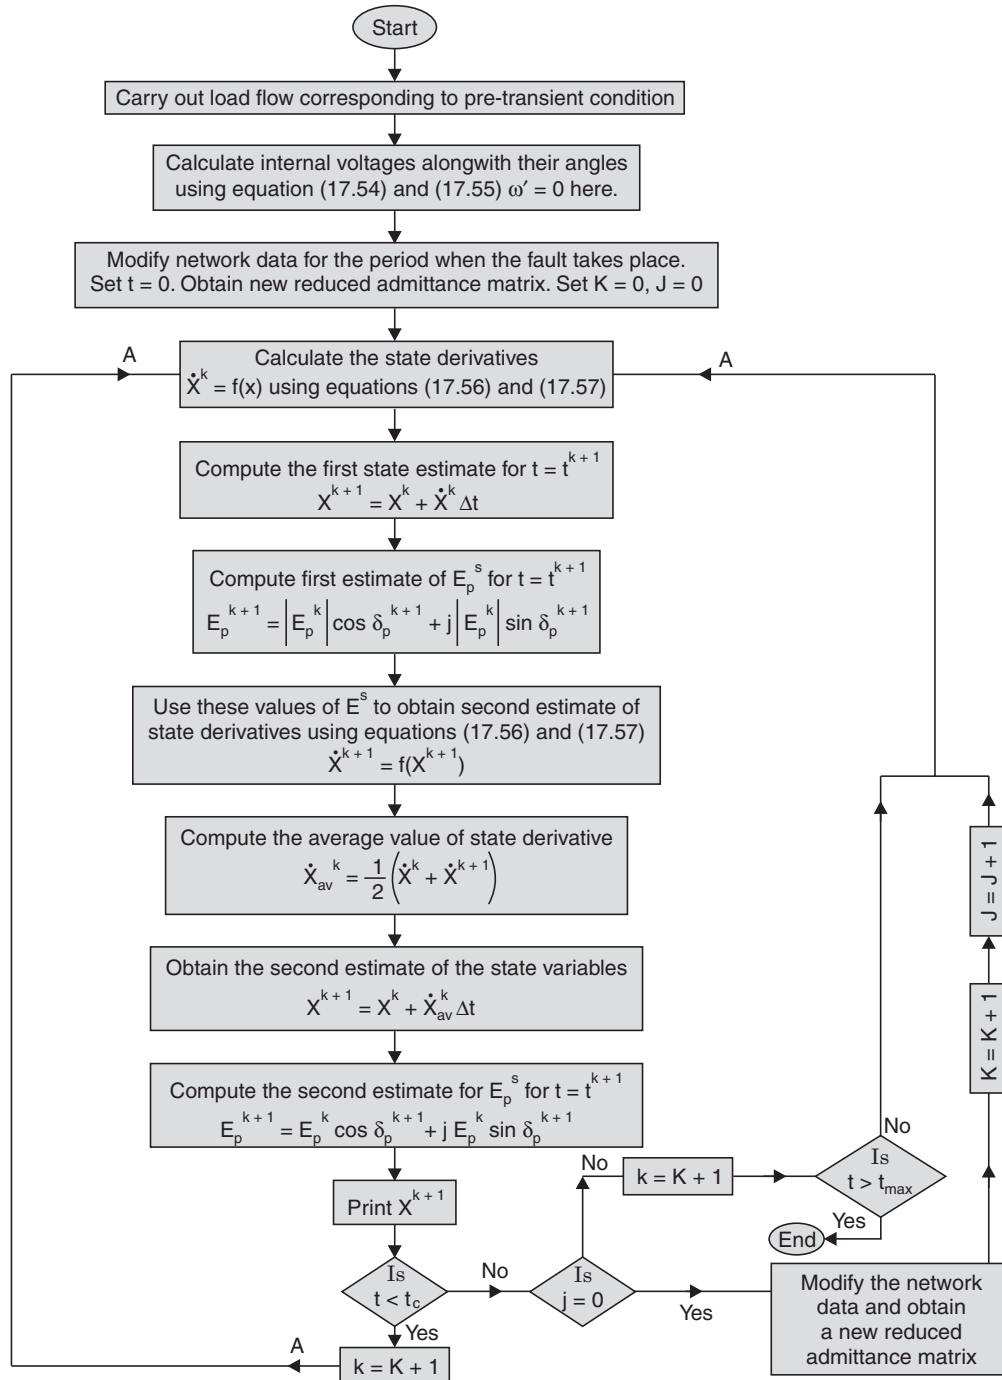 Start
Carry out load flow corresponding to pre-transient condition
Calculate internal voltages alongwith their angles
using equation (17.54) and (17.55) ω′ = 0 here.
Modify network data for the period when the fault takes place.
Set t = 0. Obtain new reduced admittance matrix. Set K = 0, J = 0
A
Calculate the state derivatives
Ẋ^k = f(x) using equations (17.56) and (17.57)
A
Compute the first state estimate for t = t^(k + 1)
X^(k + 1) = X^k + Ẋ^k Δt
Compute first estimate of E_p^s for t = t^(k + 1)
E_p^(k + 1) = |E_p^k| cos δ_p^(k + 1) + j |E_p^k| sin δ_p^(k + 1)
Use these values of E^s to obtain second estimate of
state derivatives using equations (17.56) and (17.57)
Ẋ^(k + 1) = f(X^(k + 1))
Compute the average value of state derivative
Ẋ_av^k = 1/2 (Ẋ^k + Ẋ^(k + 1))
J = J + 1
Obtain the second estimate of the state variables
X^(k + 1) = X^k + Ẋ_av^k Δt
K = K + 1
Compute the second estimate for E_p^s for t = t^(k + 1)
E_p^(k + 1) = E_p^k cos δ_p^(k + 1) + j E_p^k sin δ_p^(k + 1)
Print X^(k + 1)
No
k = K + 1
No
Is
t > t_max
Yes
End
Is
t < t_c
No
Is
j = 0
Yes
Modify the network
data and obtain
a new reduced
admittance matrix
Yes
A
k = K + 1